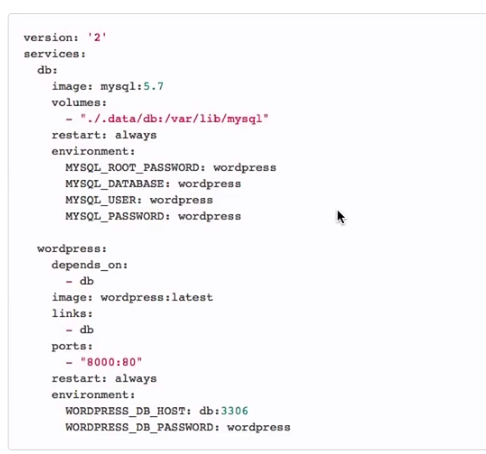 version: '2'
services:
  db:
    image: mysql:5.7
    volumes:
      - "./.data/db:/var/lib/mysql"
    restart: always
    environment:
      MYSQL_ROOT_PASSWORD: wordpress
      MYSQL_DATABASE: wordpress
      MYSQL_USER: wordpress
      MYSQL_PASSWORD: wordpress

  wordpress:
    depends_on:
      - db
    image: wordpress:latest
    links:
      - db
    ports:
      - "8000:80"
    restart: always
    environment:
      WORDPRESS_DB_HOST: db:3306
      WORDPRESS_DB_PASSWORD: wordpress